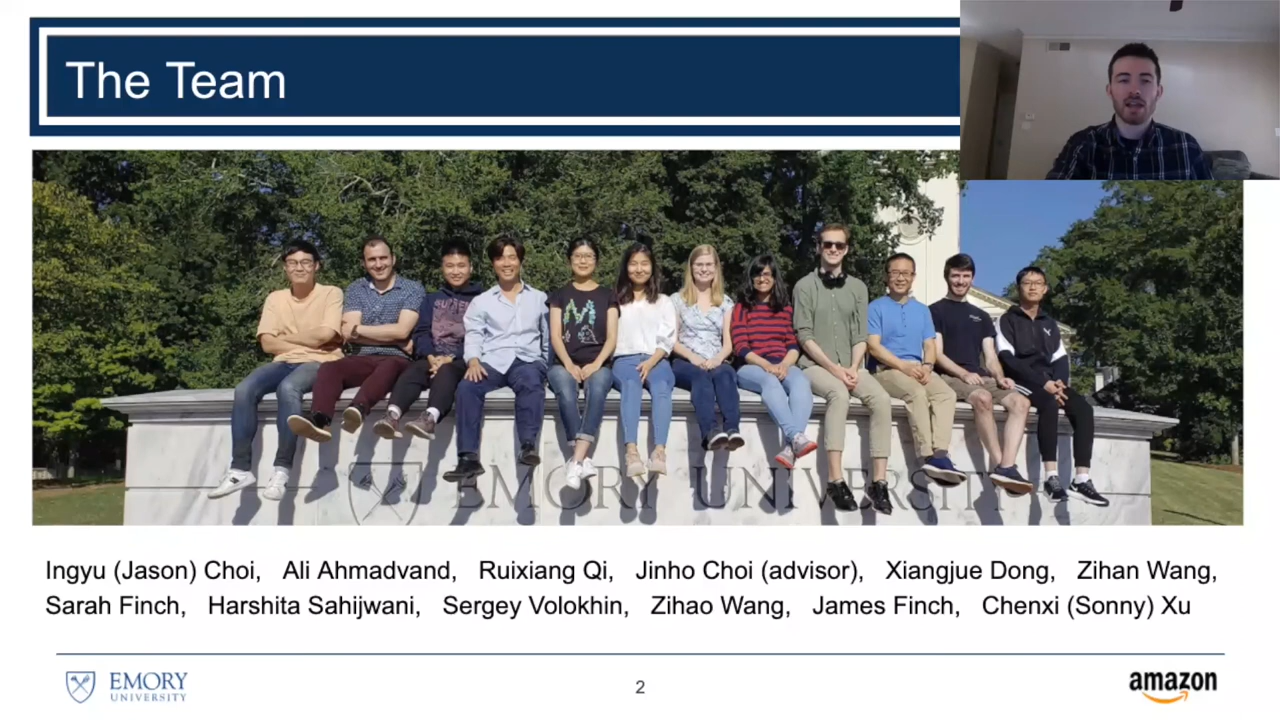 The Team
EMORY UNIVERSITY
Ingyu (Jason) Choi, Ali Ahmadvand, Ruixiang Qi, Jinho Choi (advisor), Xiangjue Dong, Zihan Wang,
Sarah Finch, Harshita Sahijwani, Sergey Volokhin, Zihao Wang, James Finch, Chenxi (Sonny) Xu
EMORY
UNIVERSITY
2
amazon